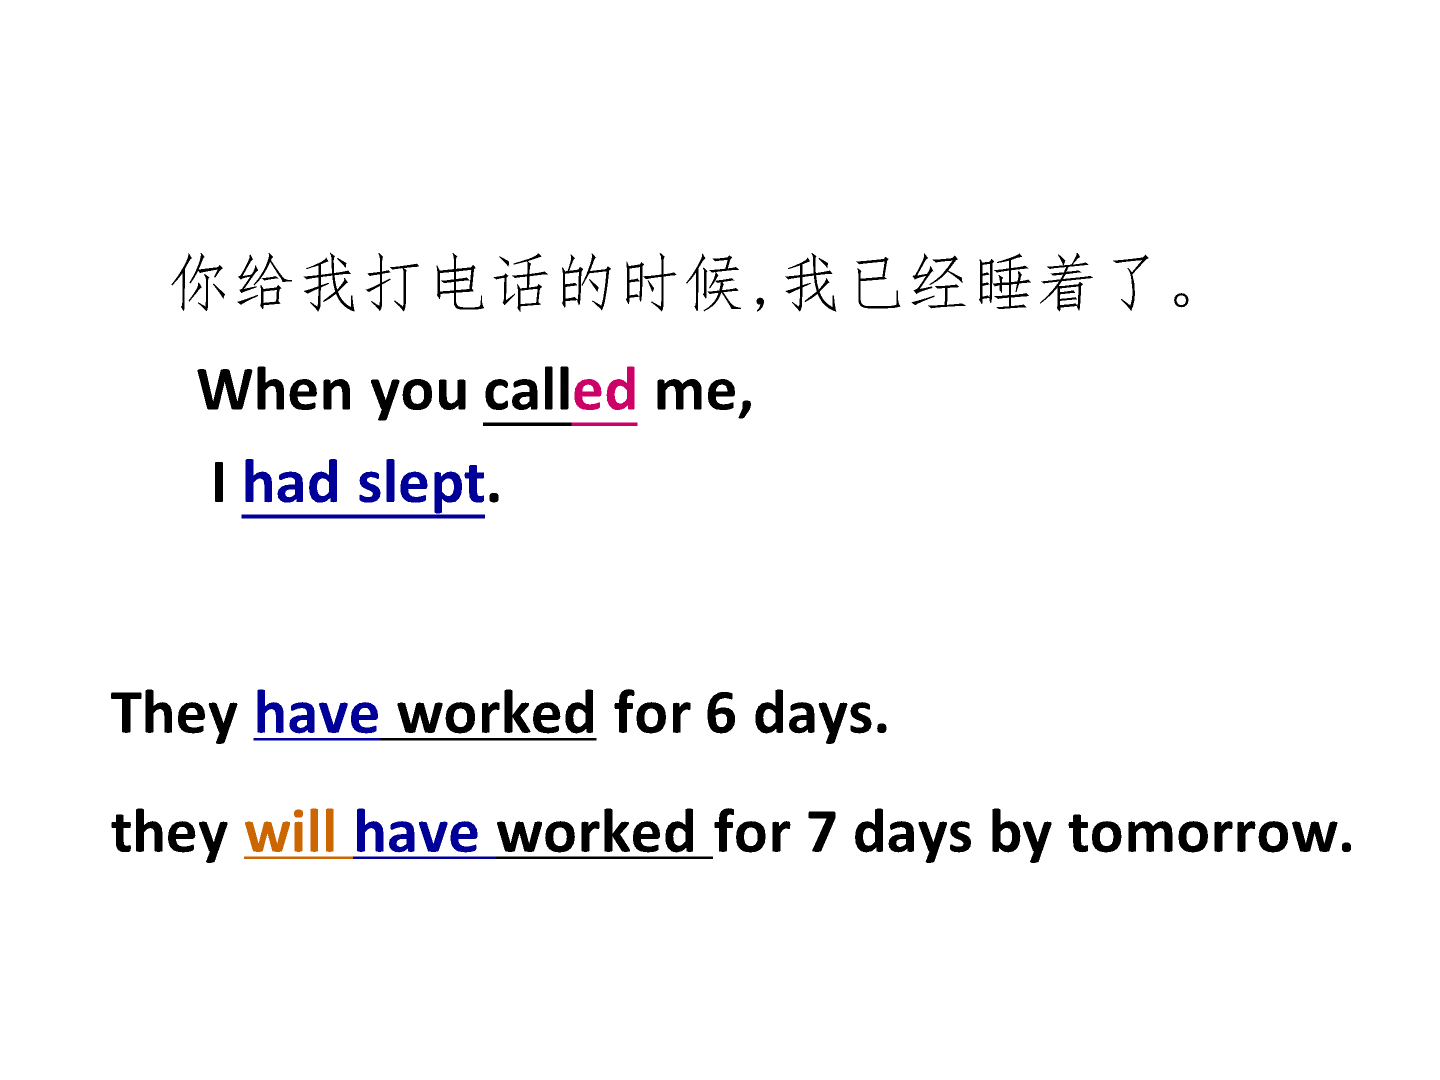 你给我打电话的时候,我已经睡着了。
When you called me,
I had slept.
They have worked for 6 days.
they will have worked for 7 days by tomorrow.